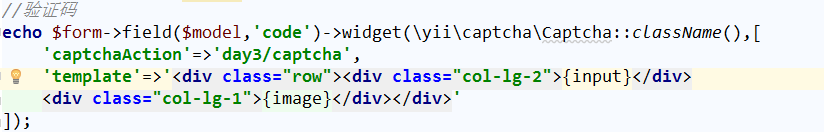 //验证码
echo $form->field($model,'code')->widget(\yii\captcha\Captcha::className(),[
'captchaAction'=>'day3/captcha',
'template'=>'<div class="row"><div class="col-lg-2">{input}</div>
<div class="col-lg-1">{image}</div></div>'
]);